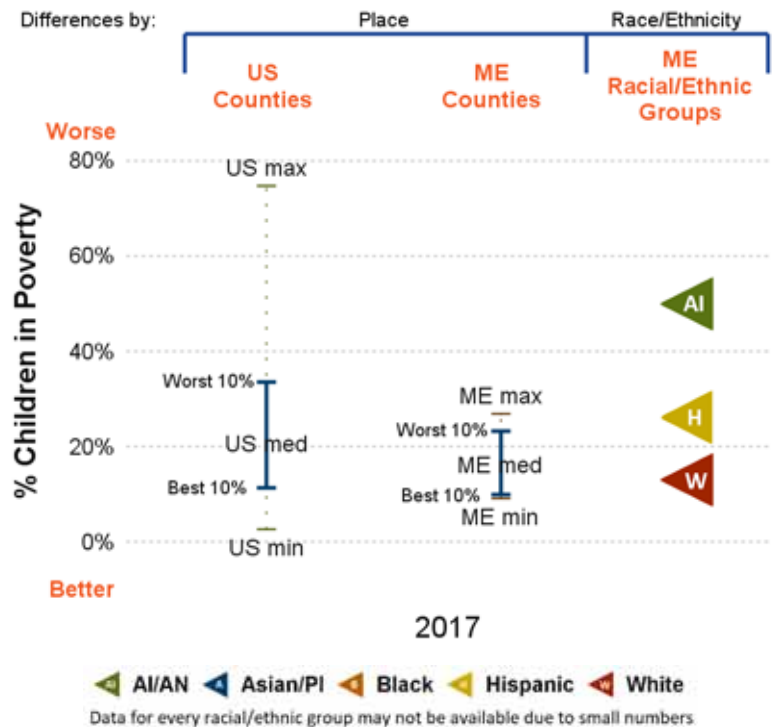 Differences by: Place Race/Ethnicity
US Counties
ME Counties
ME Racial/Ethnic Groups
Worse
80%
US max
60%
AI
40%
Worst 10%
ME max
H
Worst 10%
20%
US med
ME med
W
Best 10%
Best 10%
ME min
0%
US min
Better
% Children in Poverty
2017
AI AI/AN A Asian/PI B Black H Hispanic W White
Data for every racial/ethnic group may not be available due to small numbers